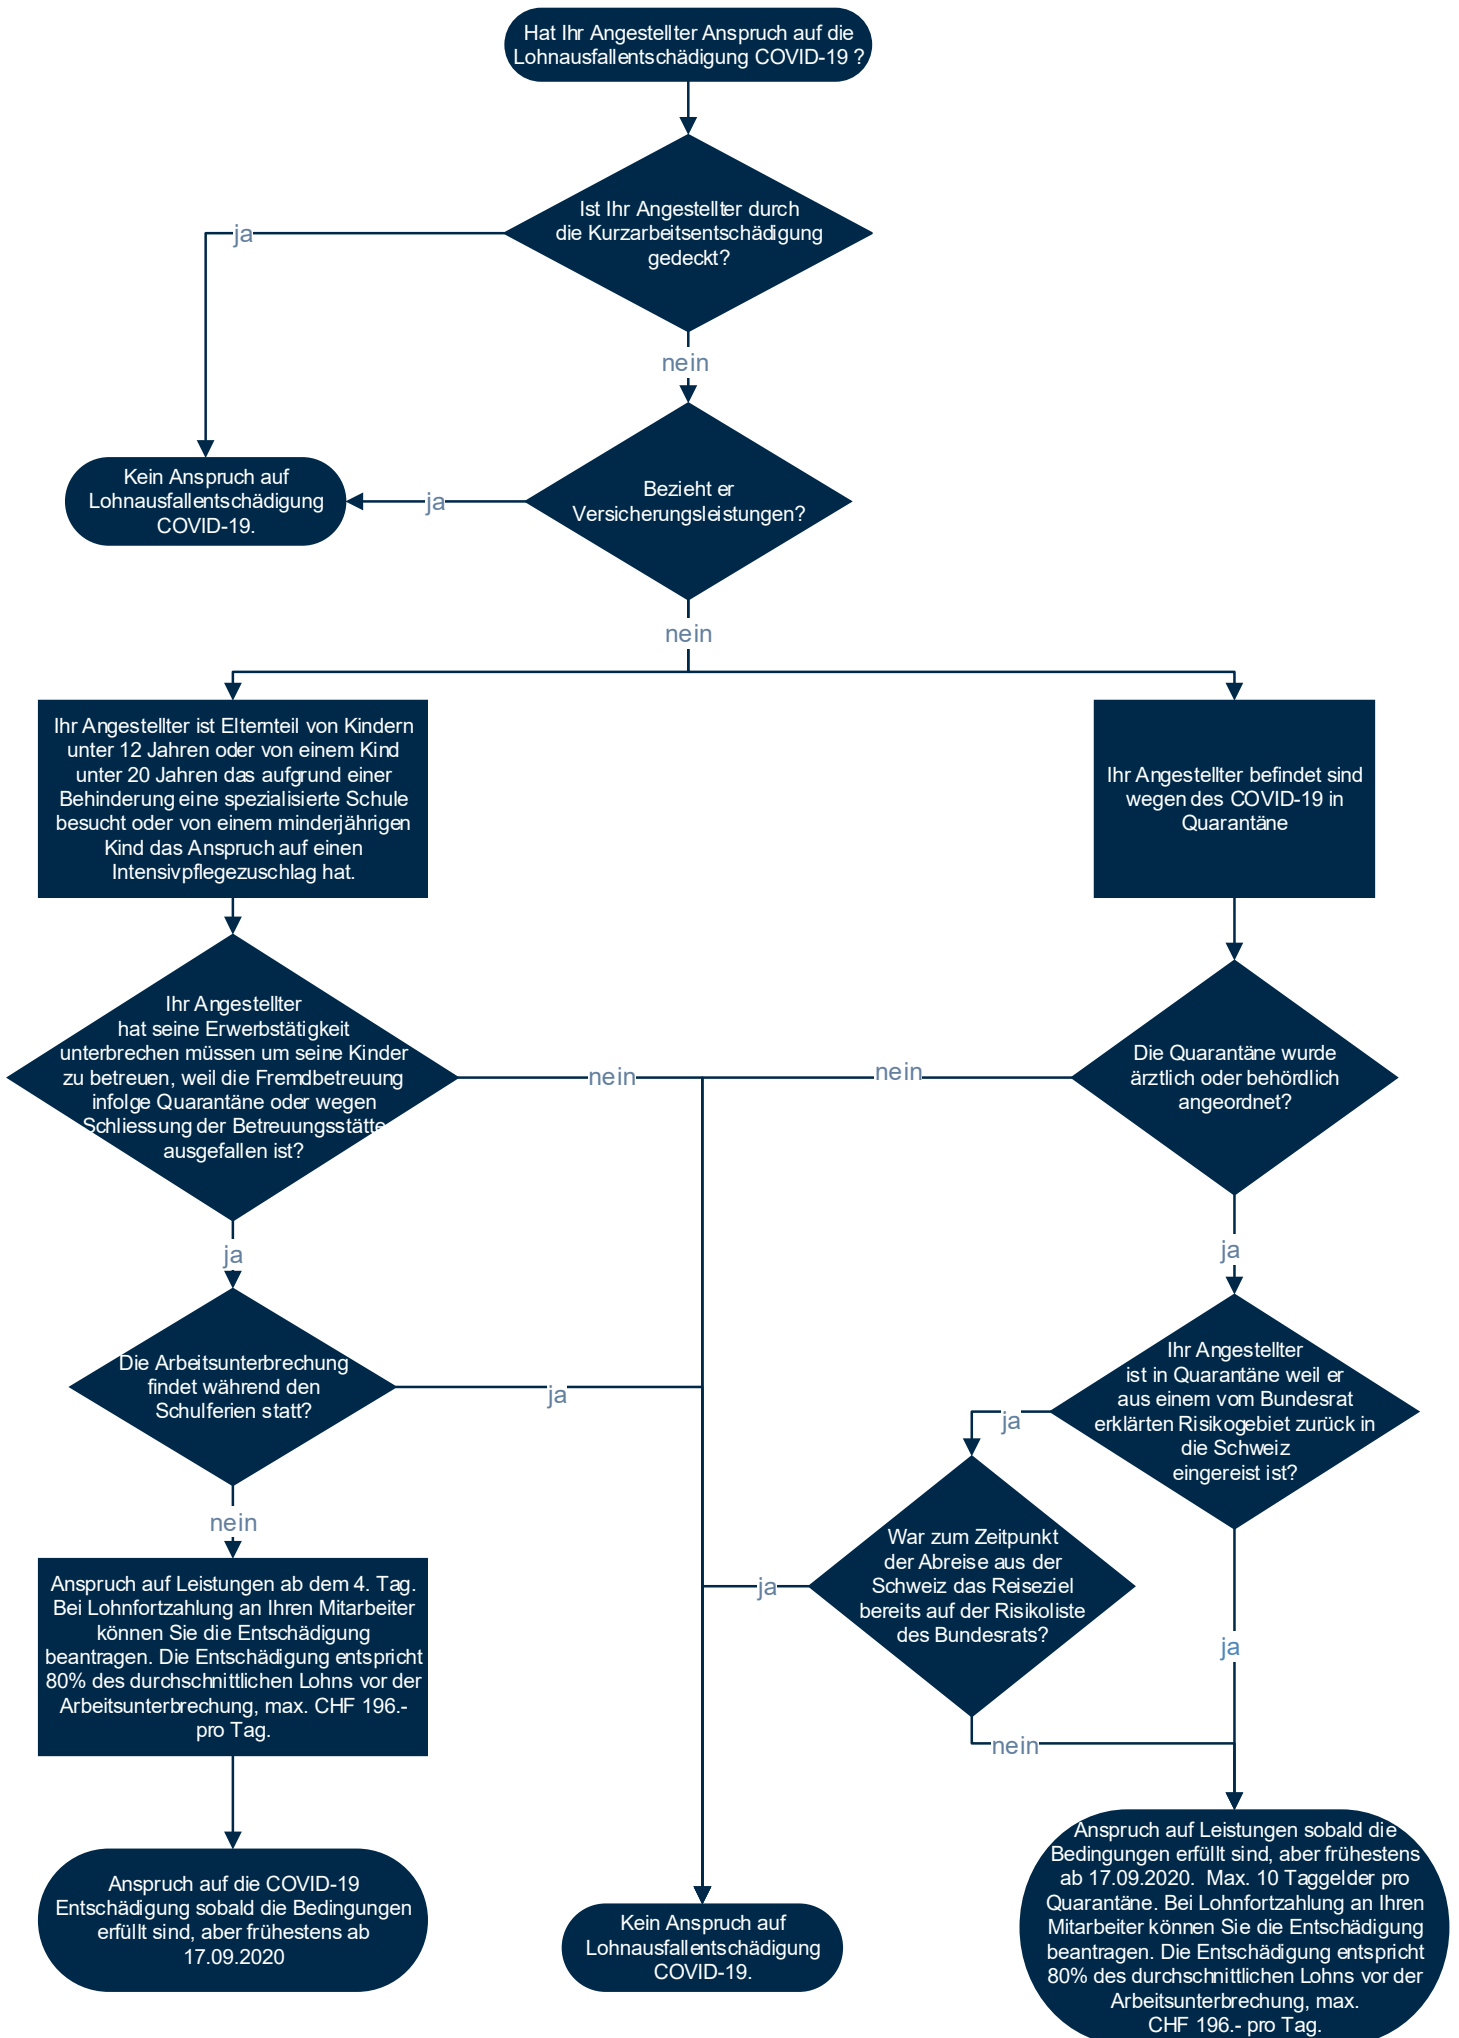 Hat Ihr Angestellter Anspruch auf die
Lohnausfallentschädigung COVID-19 ?
Ist Ihr Angestellter durch
die Kurzarbeitsentschädigung
gedeckt?
ja
nein
Bezieht er
Versicherungsleistungen?
ja
Kein Anspruch auf
Lohnausfallentschädigung
COVID-19.
nein
Ihr Angestellter ist Elternteil von Kindern
unter 12 Jahren oder von einem Kind
unter 20 Jahren das aufgrund einer
Behinderung eine spezialisierte Schule
besucht oder von einem minderjährigen
Kind das Anspruch auf einen
Intensivpflegezuschlag hat.
Ihr Angestellter befindet sind
wegen des COVID-19 in
Quarantäne
Ihr Angestellter
hat seine Erwerbstätigkeit
unterbrechen müssen um seine Kinder
zu betreuen, weil die Fremdbetreuung
infolge Quarantäne oder wegen
Schliessung der Betreuungsstätte
ausgefallen ist?
nein
nein
Die Quarantäne wurde
ärztlich oder behördlich
angeordnet?
ja
ja
Die Arbeitsunterbrechung
findet während den
Schulferien statt?
ja
Ihr Angestellter
ist in Quarantäne weil er
aus einem vom Bundesrat
erklärten Risikogebiet zurück in
die Schweiz
eingereist ist?
ja
nein
War zum Zeitpunkt
der Abreise aus der
Schweiz das Reiseziel
bereits auf der Risikoliste
des Bundesrats?
ja
ja
nein
Anspruch auf Leistungen ab dem 4. Tag.
Bei Lohnfortzahlung an Ihren Mitarbeiter
können Sie die Entschädigung
beantragen. Die Entschädigung entspricht
80% des durchschnittlichen Lohns vor der
Arbeitsunterbrechung, max. CHF 196.-
pro Tag.
Anspruch auf die COVID-19
Entschädigung sobald die Bedingungen
erfüllt sind, aber frühestens ab
17.09.2020
Kein Anspruch auf
Lohnausfallentschädigung
COVID-19.
Anspruch auf Leistungen sobald die
Bedingungen erfüllt sind, aber frühestens
ab 17.09.2020. Max. 10 Taggelder pro
Quarantäne. Bei Lohnfortzahlung an Ihren
Mitarbeiter können Sie die Entschädigung
beantragen. Die Entschädigung entspricht
80% des durchschnittlichen Lohns vor der
Arbeitsunterbrechung, max.
CHF 196.- pro Tag.